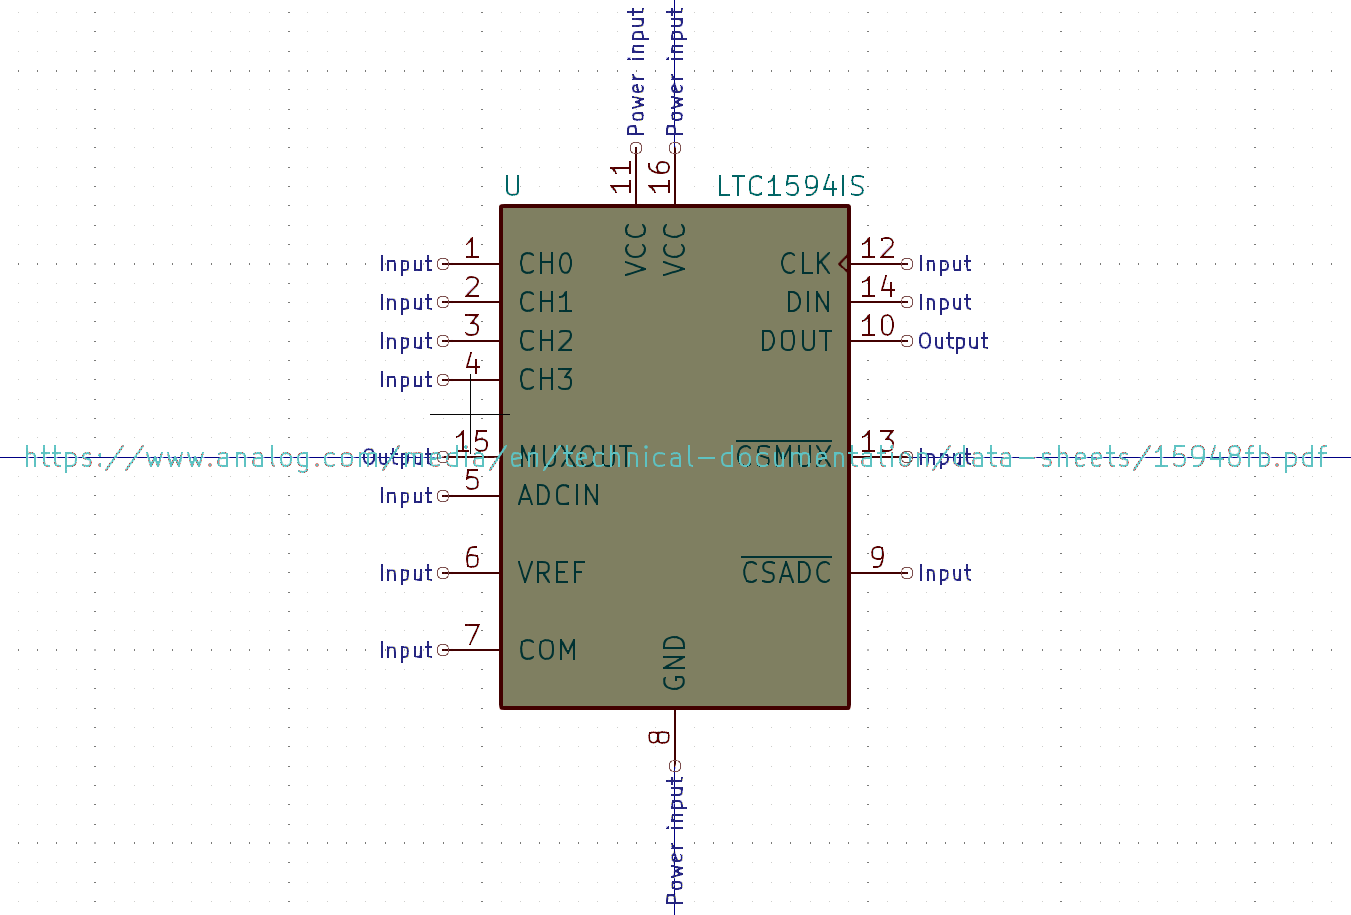 Power input
Power input
11
16
U
LTC1594IS
VCC
VCC
Input 1 CH0
CLK 12 Input
Input 2 CH1
DIN 14 Input
Input 3 CH2
DOUT 10 Output
Input 4 CH3
Output 15 MUXOUT
CSMUX 13 Input
https://www.analog.com/media/en/technical-documentation/data-sheets/15948fb.pdf
Input 5 ADCIN
Input 6 VREF
CSADC 9 Input
Input 7 COM
GND
8
Power input